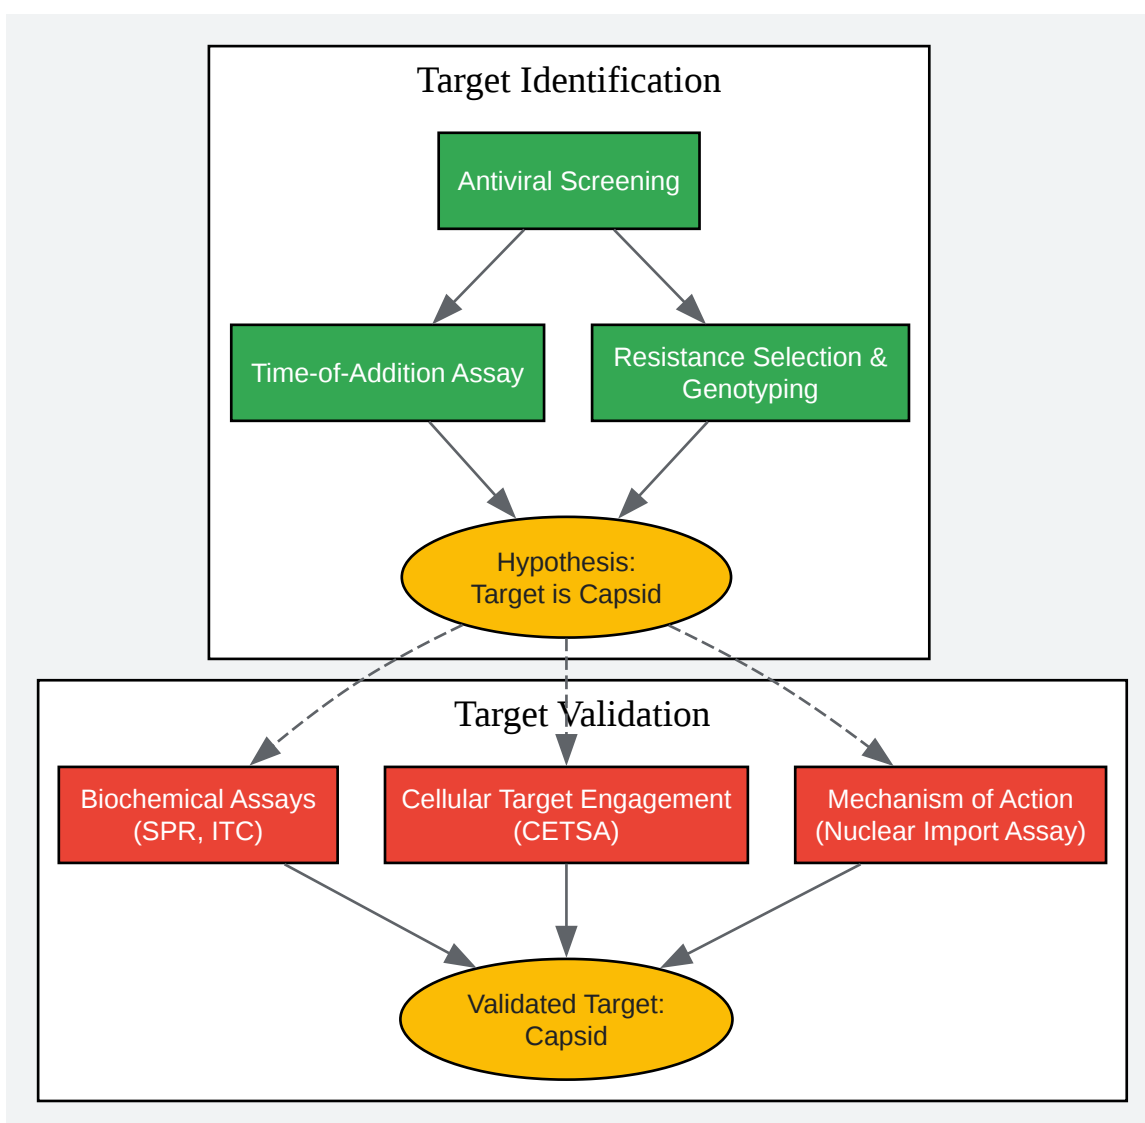 Target Identification
Antiviral Screening
Time-of-Addition Assay
Resistance Selection &
Genotyping
Hypothesis:
Target is Capsid
Target Validation
Biochemical Assays
(SPR, ITC)
Cellular Target Engagement
(CETSA)
Mechanism of Action
(Nuclear Import Assay)
Validated Target:
Capsid